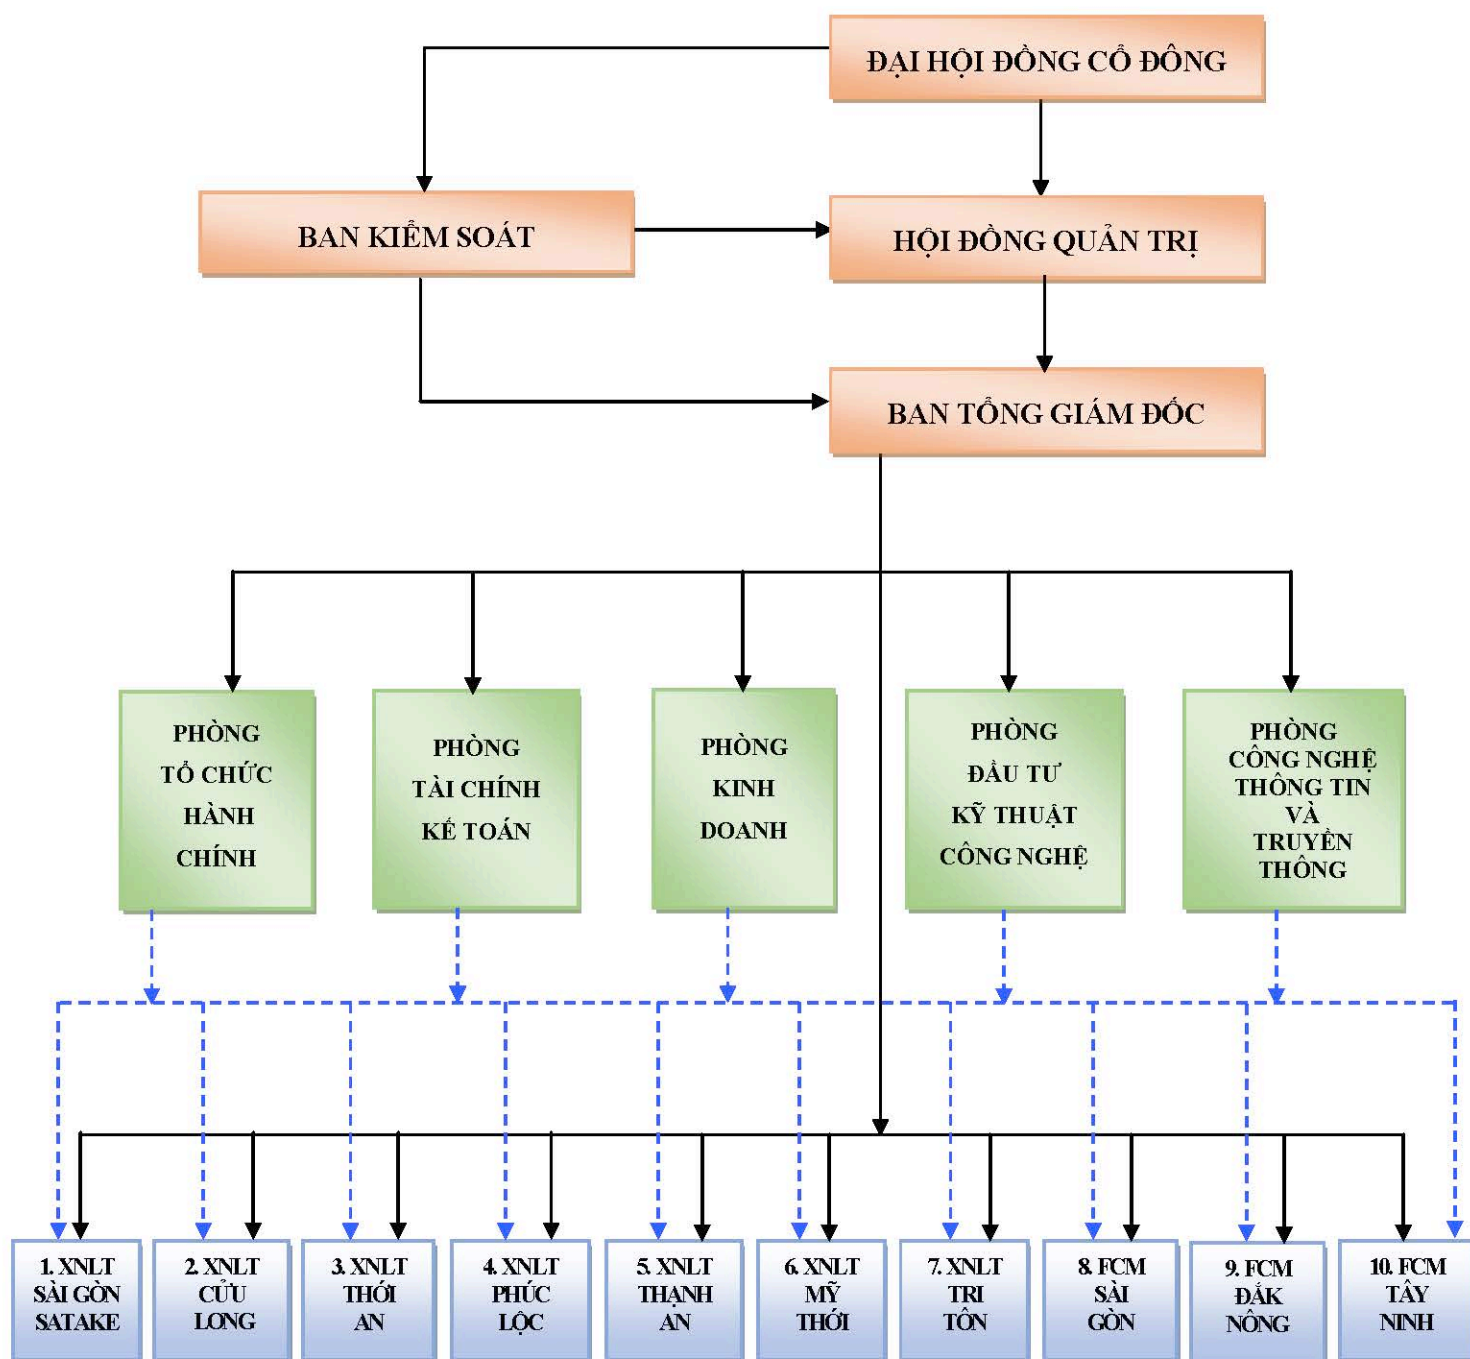 ĐẠI HỘI ĐỒNG CỔ ĐÔNG
BAN KIỂM SOÁT
HỘI ĐỒNG QUẢN TRỊ
BAN TỔNG GIÁM ĐỐC
PHÒNG
TỔ CHỨC
HÀNH
CHÍNH
PHÒNG
TÀI CHÍNH
KẾ TOÁN
PHÒNG
KINH
DOANH
PHÒNG
ĐẦU TƯ
KỸ THUẬT
CÔNG NGHỆ
PHÒNG
CÔNG NGHỆ
THÔNG TIN
VÀ
TRUYỀN
THÔNG
1. XNLT
SÀI GÒN
SATAKE
2. XNLT
CỬU
LONG
3. XNLT
THỚI
AN
4. XNLT
PHÚC
LỘC
5. XNLT
THẠNH
AN
6. XNLT
MỸ
THỚI
7. XNLT
TRI
TÔN
8. FCM
SÀI
GÒN
9. FCM
ĐẮK
NÔNG
10. FCM
TÂY
NINH